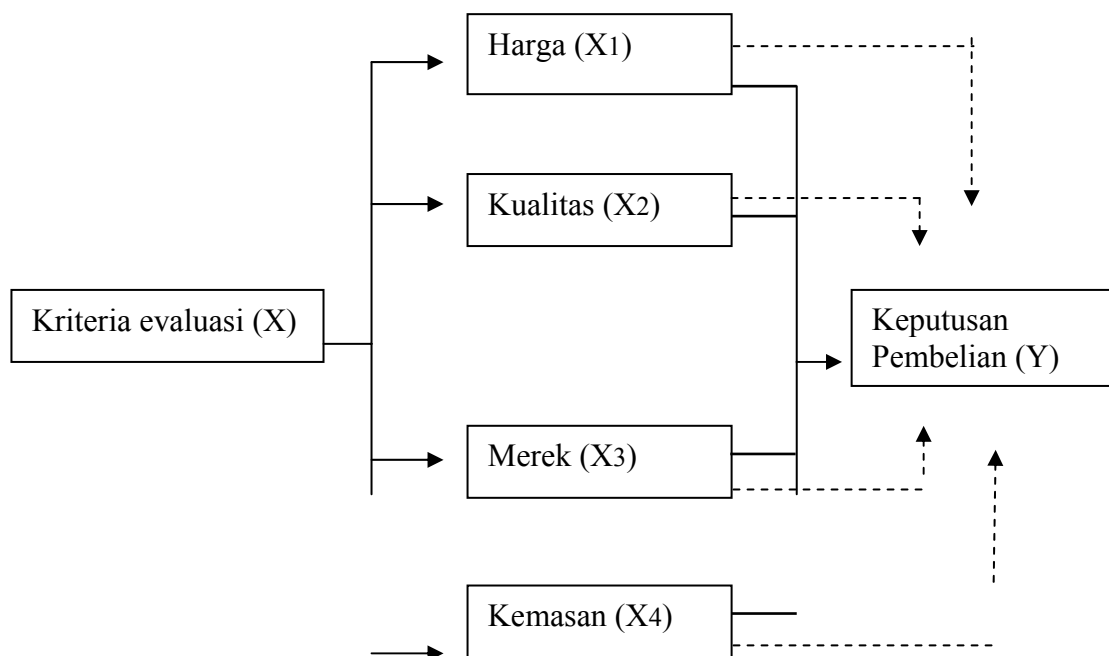 Harga (X1)
Kualitas (X2)
Kriteria evaluasi (X)
Keputusan
Pembelian (Y)
Merek (X3)
Kemasan (X4)